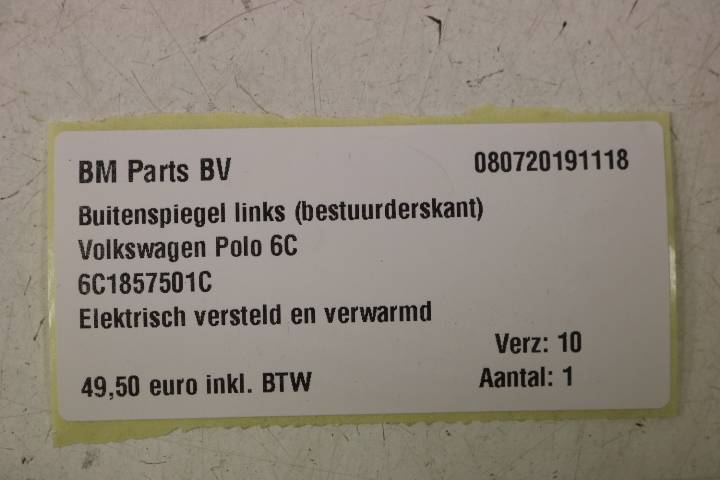 BM Parts BV 080720191118
Buitenspiegel links (bestuurderskant)
Volkswagen Polo 6C
6C1857501C
Elektrisch versteld en verwarmd
Verz: 10
49,50 euro inkl. BTW Aantal: 1